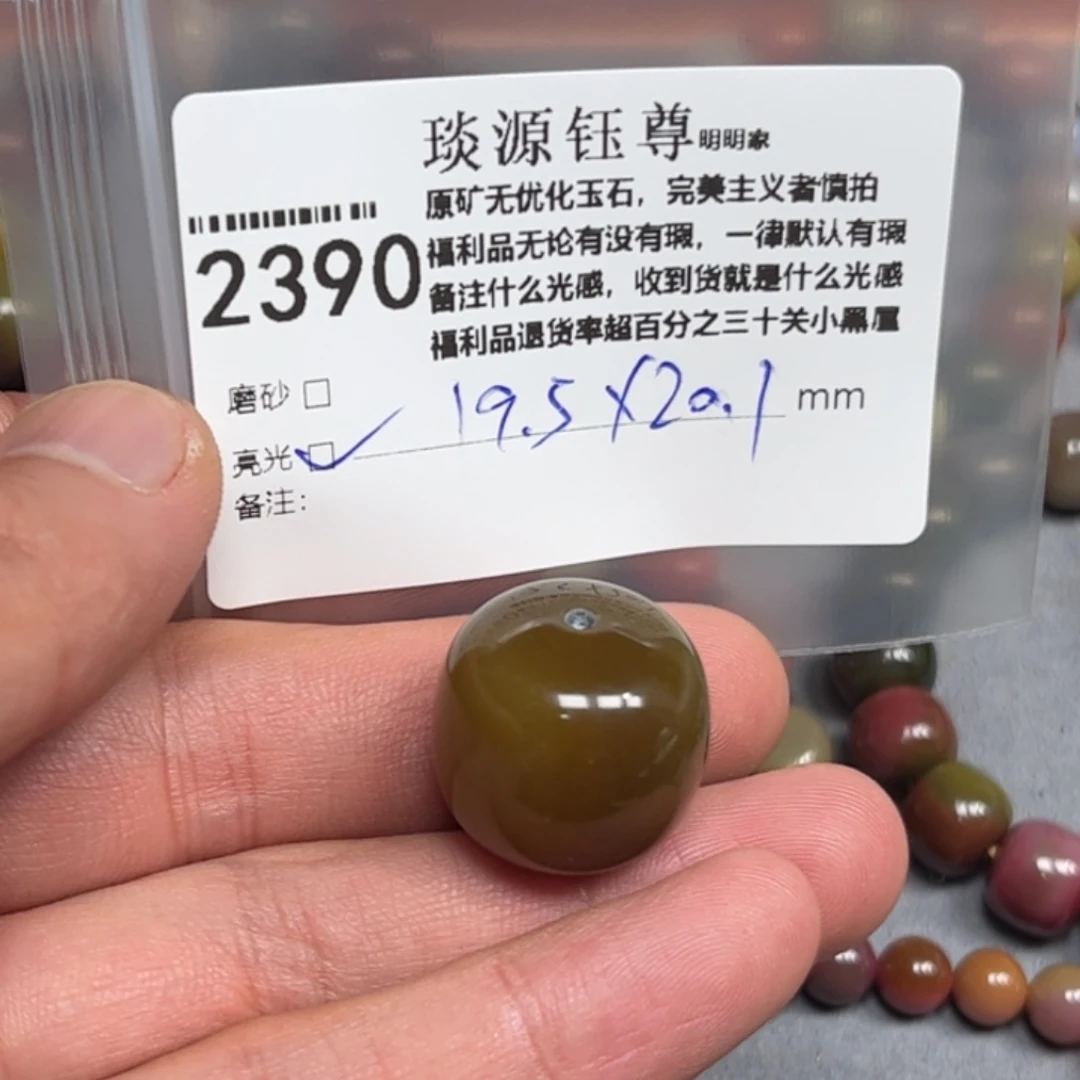 琰源钰尊明明家
原矿无优化玉石，完美主义者慎拍
2390
福利品无论有没有瑕，一律默认有瑕
备注什么光感，收到货就是什么光感
福利品退货率超百分之三十关小黑屋
磨砂□
亮光□ ✓ 19.5×20.1 mm
备注：